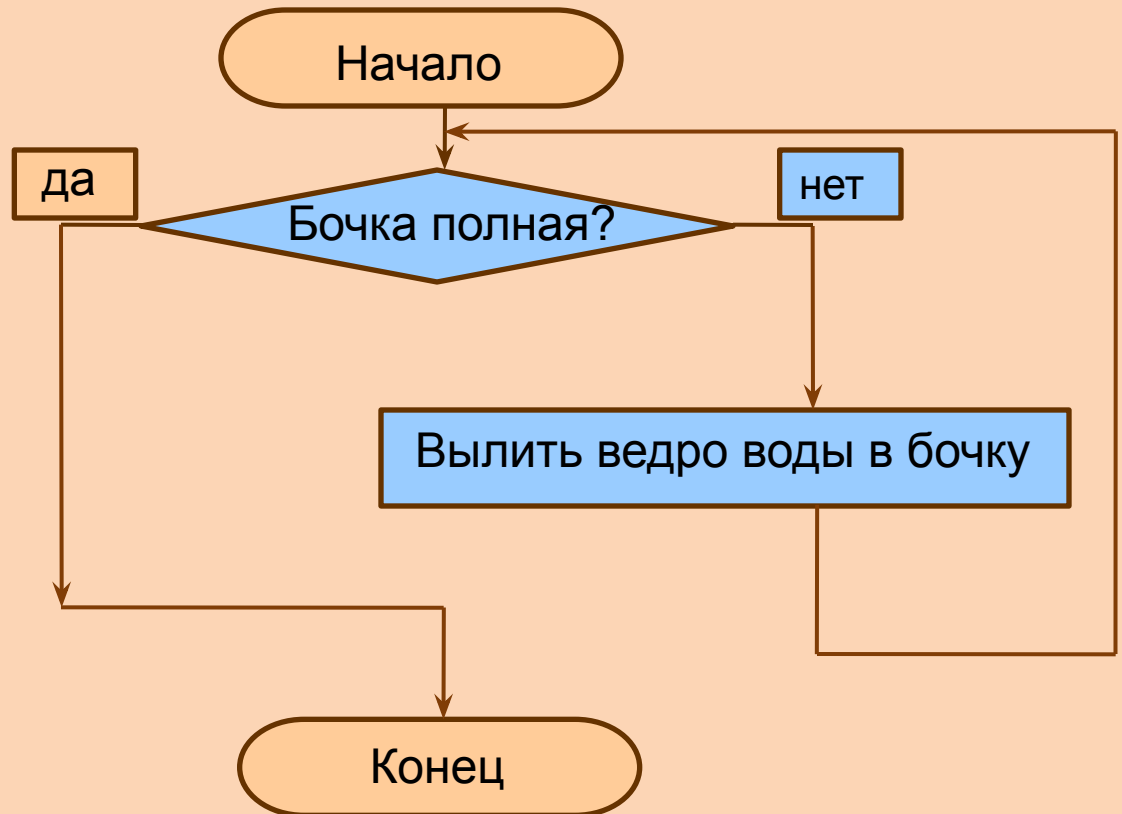 Начало
да
нет
Бочка полная?
Вылить ведро воды в бочку
Конец